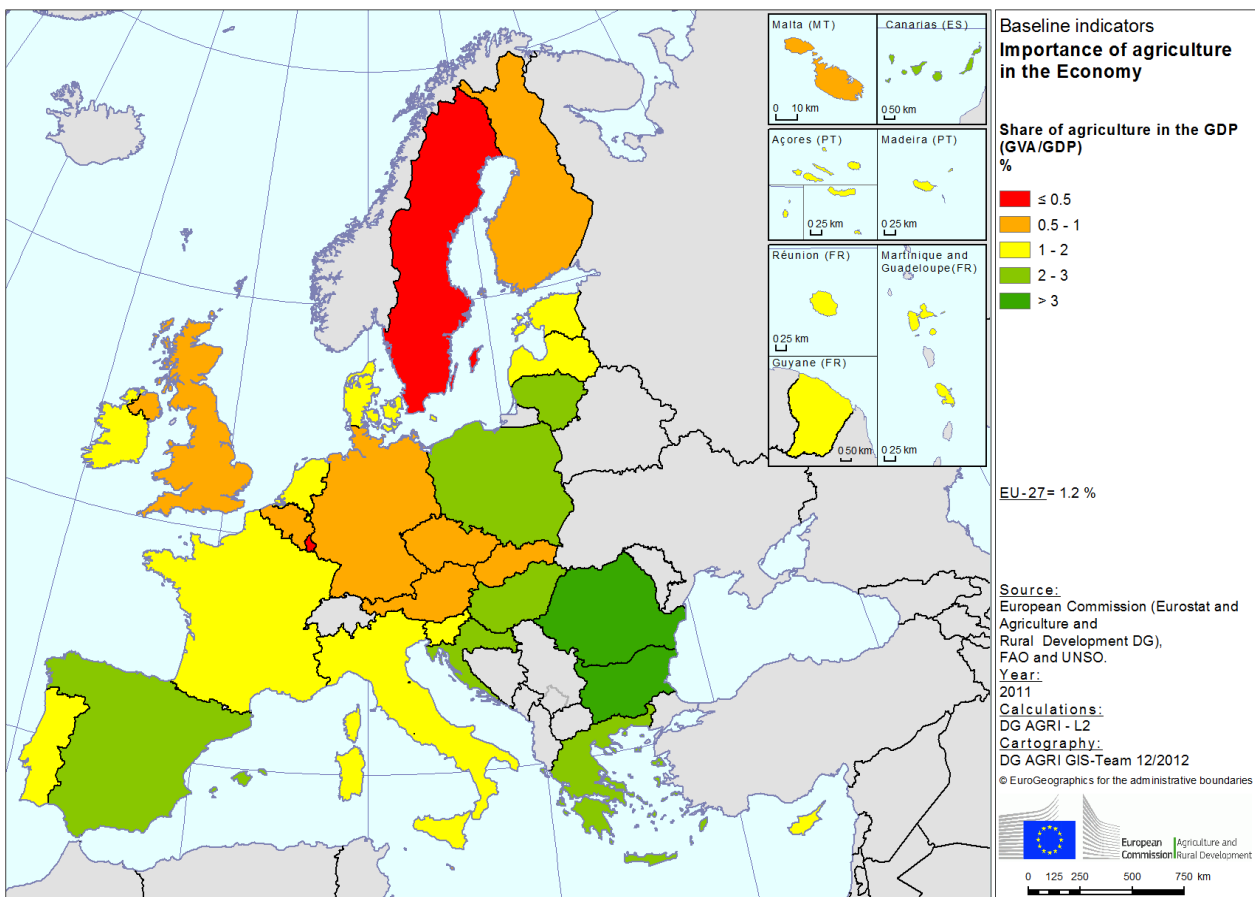 Malta (MT)
0 10 km
Canarias (ES)
0 50 km
Açores (PT)
0 25 km
Madeira (PT)
0 25 km
Réunion (FR)
0 25 km
Martinique and
Guadeloupe(FR)
0 25 km
Guyane (FR)
0 50 km
Baseline indicators
Importance of agriculture
in the Economy
Share of agriculture in the GDP
(GVA/GDP)
%
≤ 0.5
0.5 - 1
1 - 2
2 - 3
> 3
EU-27= 1.2 %
Source:
European Commission (Eurostat and
Agriculture and
Rural Development DG),
FAO and UNSO.
Year:
2011
Calculations:
DG AGRI - L2
Cartography:
DG AGRI GIS-Team 12/2012
© EuroGeographics for the administrative boundaries
European
Commission
Agriculture and
Rural Development
0 125 250 500 750 km